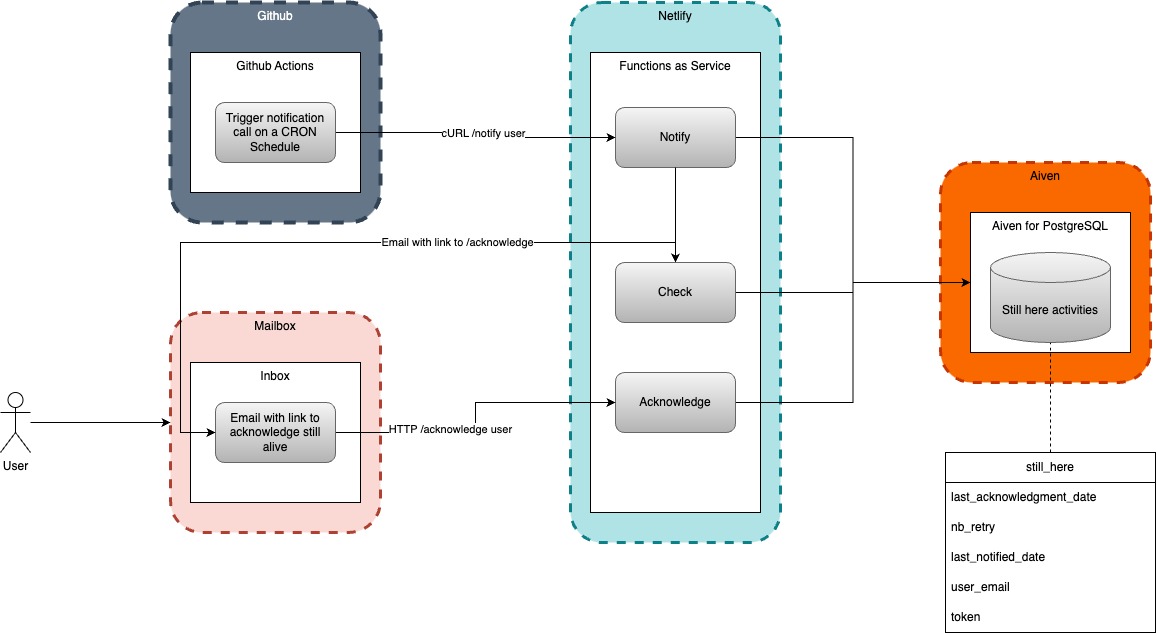 Github
Github Actions
Trigger notification
call on a CRON
Schedule
cURL /notify user
Netlify
Functions as Service
Notify
Email with link to /acknowledge
Check
Acknowledge
Mailbox
Inbox
Email with link to
acknowledge still
alive
HTTP /acknowledge user
User
Aiven
Aiven for PostgreSQL
Still here activities
still_here
last_acknowledgment_date
nb_retry
last_notified_date
user_email
token